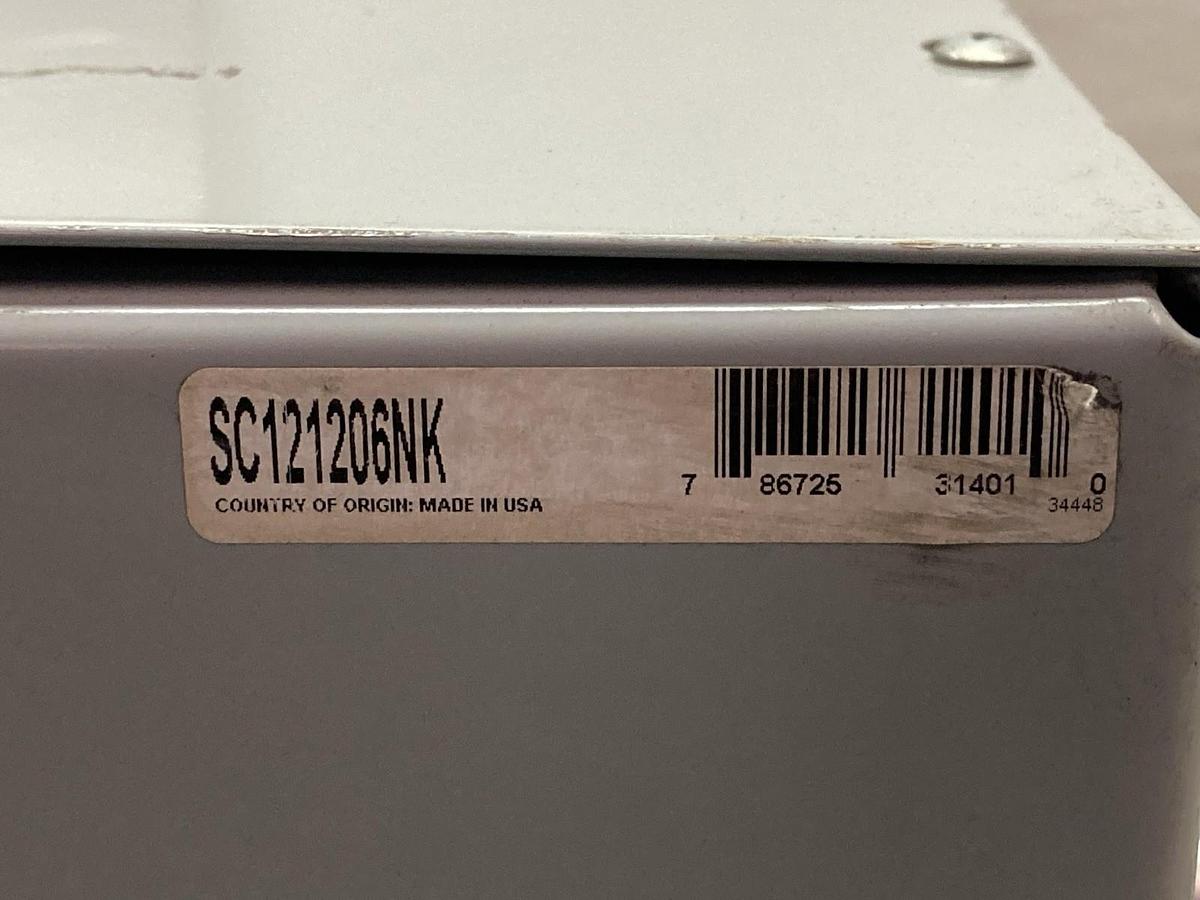 SC121206NK
COUNTRY OF ORIGIN: MADE IN USA
7 86725 31401 0
34448